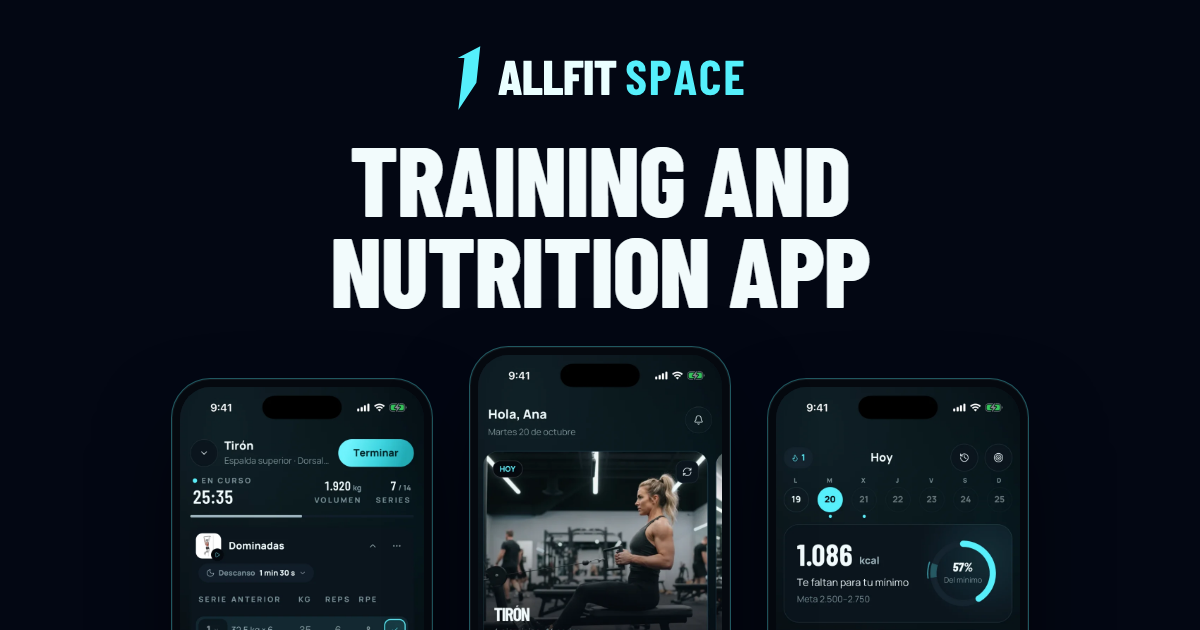 ALLFIT SPACE
TRAINING AND
NUTRITION APP
9:41
Tirón
Espalda superior · Dorsal...
Terminar
EN CURSO
25:35
1.920 kg
VOLUMEN
7 / 14
SERIES
Dominadas
Descanso 1 min 30 s
SERIE ANTERIOR KG REPS RPE
9:41
Hola, Ana
Martes 20 de octubre
HOY
TIRÓN
9:41
1
Hoy
L M X J V S D
19 20 21 22 23 24 25
1.086 kcal
Te faltan para tu mínimo
Meta 2.500–2.750
57%
Del mínimo